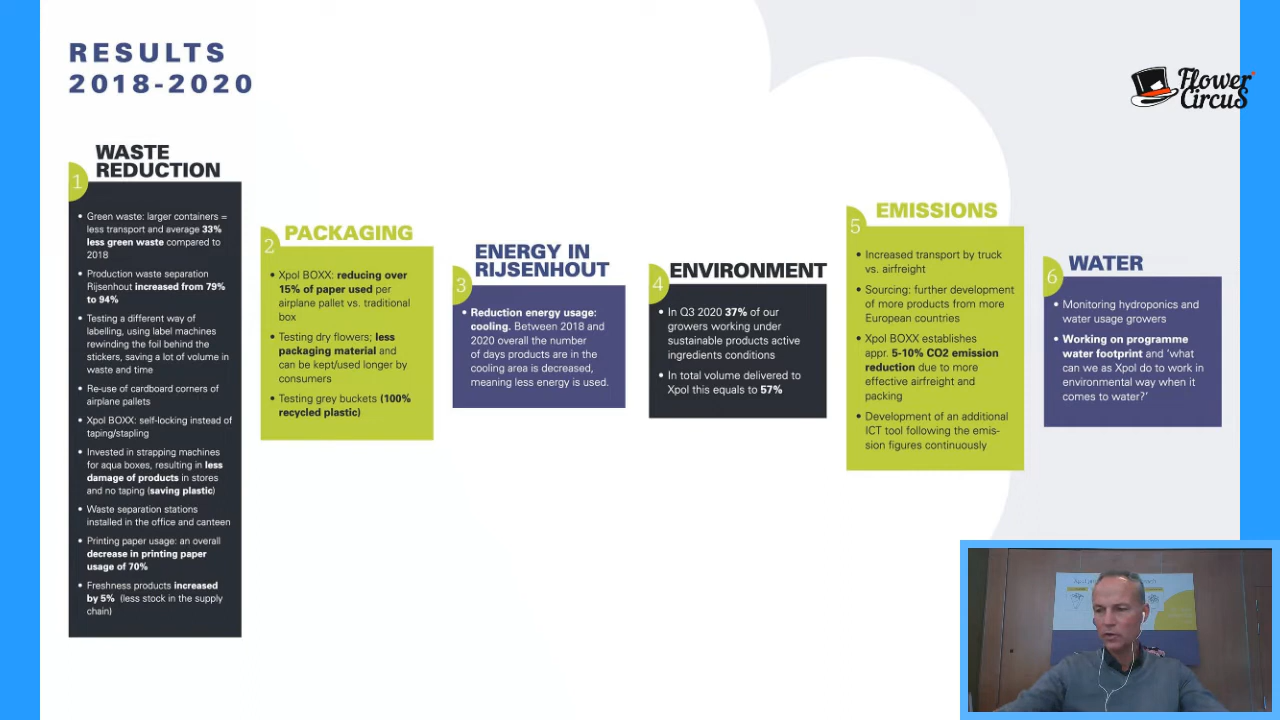 RESULTS
2018-2020
Flower
Circus
WASTE
REDUCTION
1
• Green waste: larger containers =
less transport and average 33%
less green waste compared to
2018
• Production waste separation
Rijsenhout increased from 79%
to 94%
• Testing a different way of
labelling, using label machines
rewinding the foil behind the
stickers, saving a lot of volume in
waste and time
• Re-use of cardboard corners of
airplane pallets
• Xpol BOXX: self-locking instead of
taping/stapling
• Invested in strapping machines
for aqua boxes, resulting in less
damage of products in stores
and no taping (saving plastic)
• Waste separation stations
installed in the office and canteen
• Printing paper usage: an overall
decrease in printing paper
usage of 70%
• Freshness products increased
by 5% (less stock in the supply
chain)
2
PACKAGING
• Xpol BOXX: reducing over
15% of paper used per
airplane pallet vs. traditional
box
• Testing dry flowers; less
packaging material and
can be kept/used longer by
consumers
• Testing grey buckets (100%
recycled plastic)
ENERGY IN
RIJSENHOUT
3
• Reduction energy usage:
cooling. Between 2018 and
2020 overall the number
of days products are in the
cooling area is decreased,
meaning less energy is used.
4
ENVIRONMENT
• In Q3 2020 37% of our
growers working under
sustainable products active
ingredients conditions
• In total volume delivered to
Xpol this equals to 57%
5
EMISSIONS
• Increased transport by truck
vs. airfreight
• Sourcing: further development
of more products from more
European countries
• Xpol BOXX establishes
appr. 5-10% CO2 emission
reduction due to more
effective airfreight and
packing
• Development of an additional
ICT tool following the emis-
sion figures continuously
6
WATER
• Monitoring hydroponics and
water usage growers
• Working on programme
water footprint and 'what
can we as Xpol do to work in
environmental way when it
comes to water?'